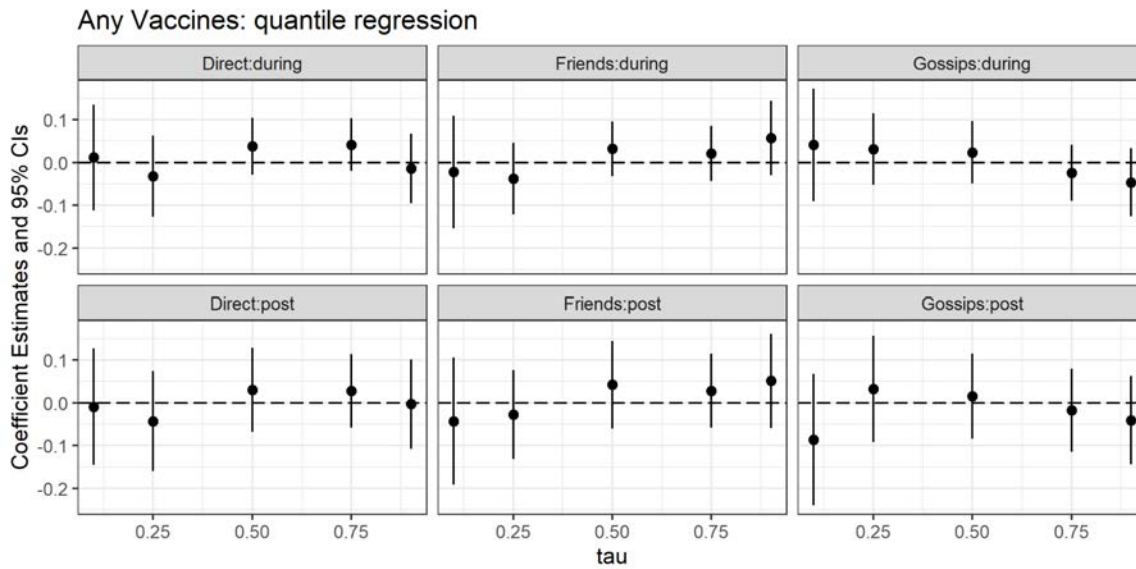 Any Vaccines: quantile regression
Direct:during
Friends:during
Gossips:during
0.1
0.0
-0.1
-0.2
Coefficient Estimates and 95% CIs
Direct:post
Friends:post
Gossips:post
0.1
0.0
-0.1
-0.2
0.25 0.50 0.75
0.25 0.50 0.75
0.25 0.50 0.75
tau